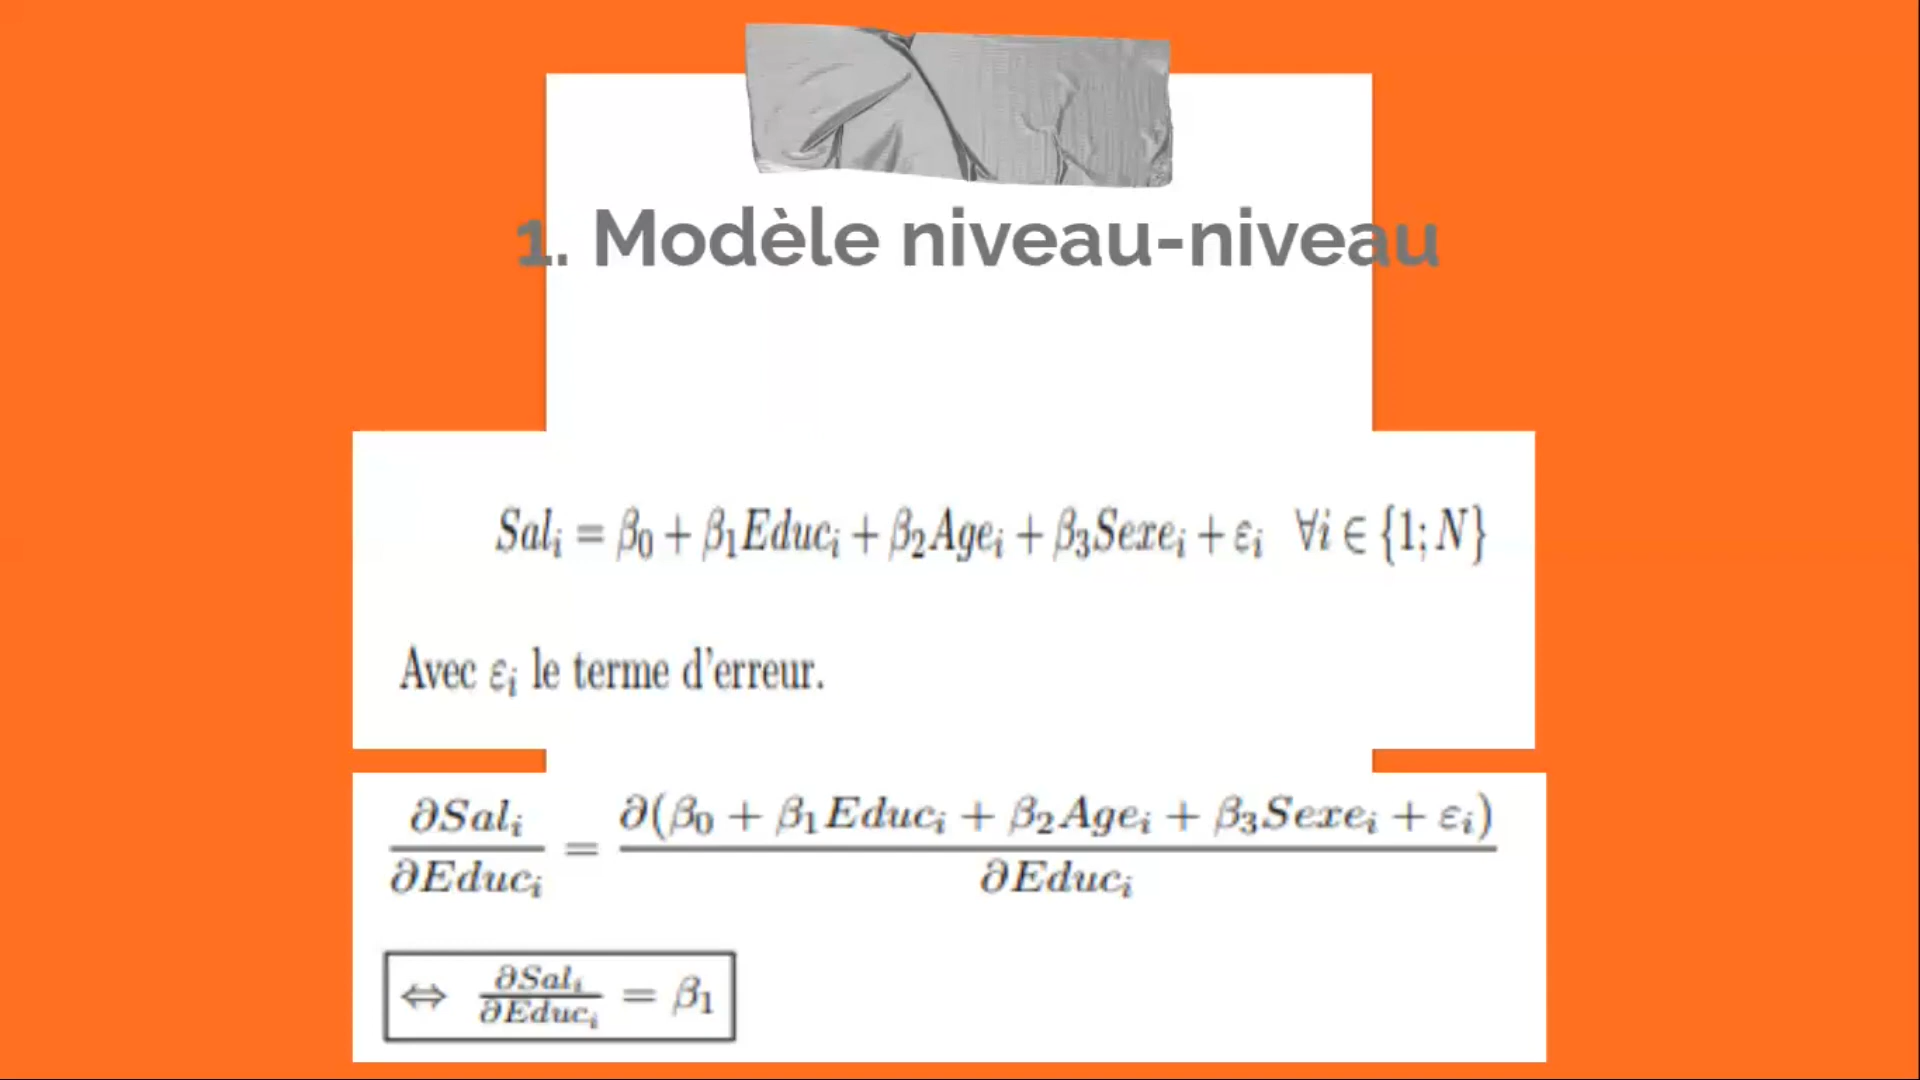 1. Modèle niveau-niveau
Sal_i = β_0 + β_1Educ_i + β_2Age_i + β_3Sexe_i + ε_i ∀i ∈ {1; N}
Avec ε_i le terme d'erreur.
∂Sal_i / ∂Educ_i = ∂(β_0 + β_1Educ_i + β_2Age_i + β_3Sexe_i + ε_i) / ∂Educ_i
⇔ ∂Sal_i / ∂Educ_i = β_1